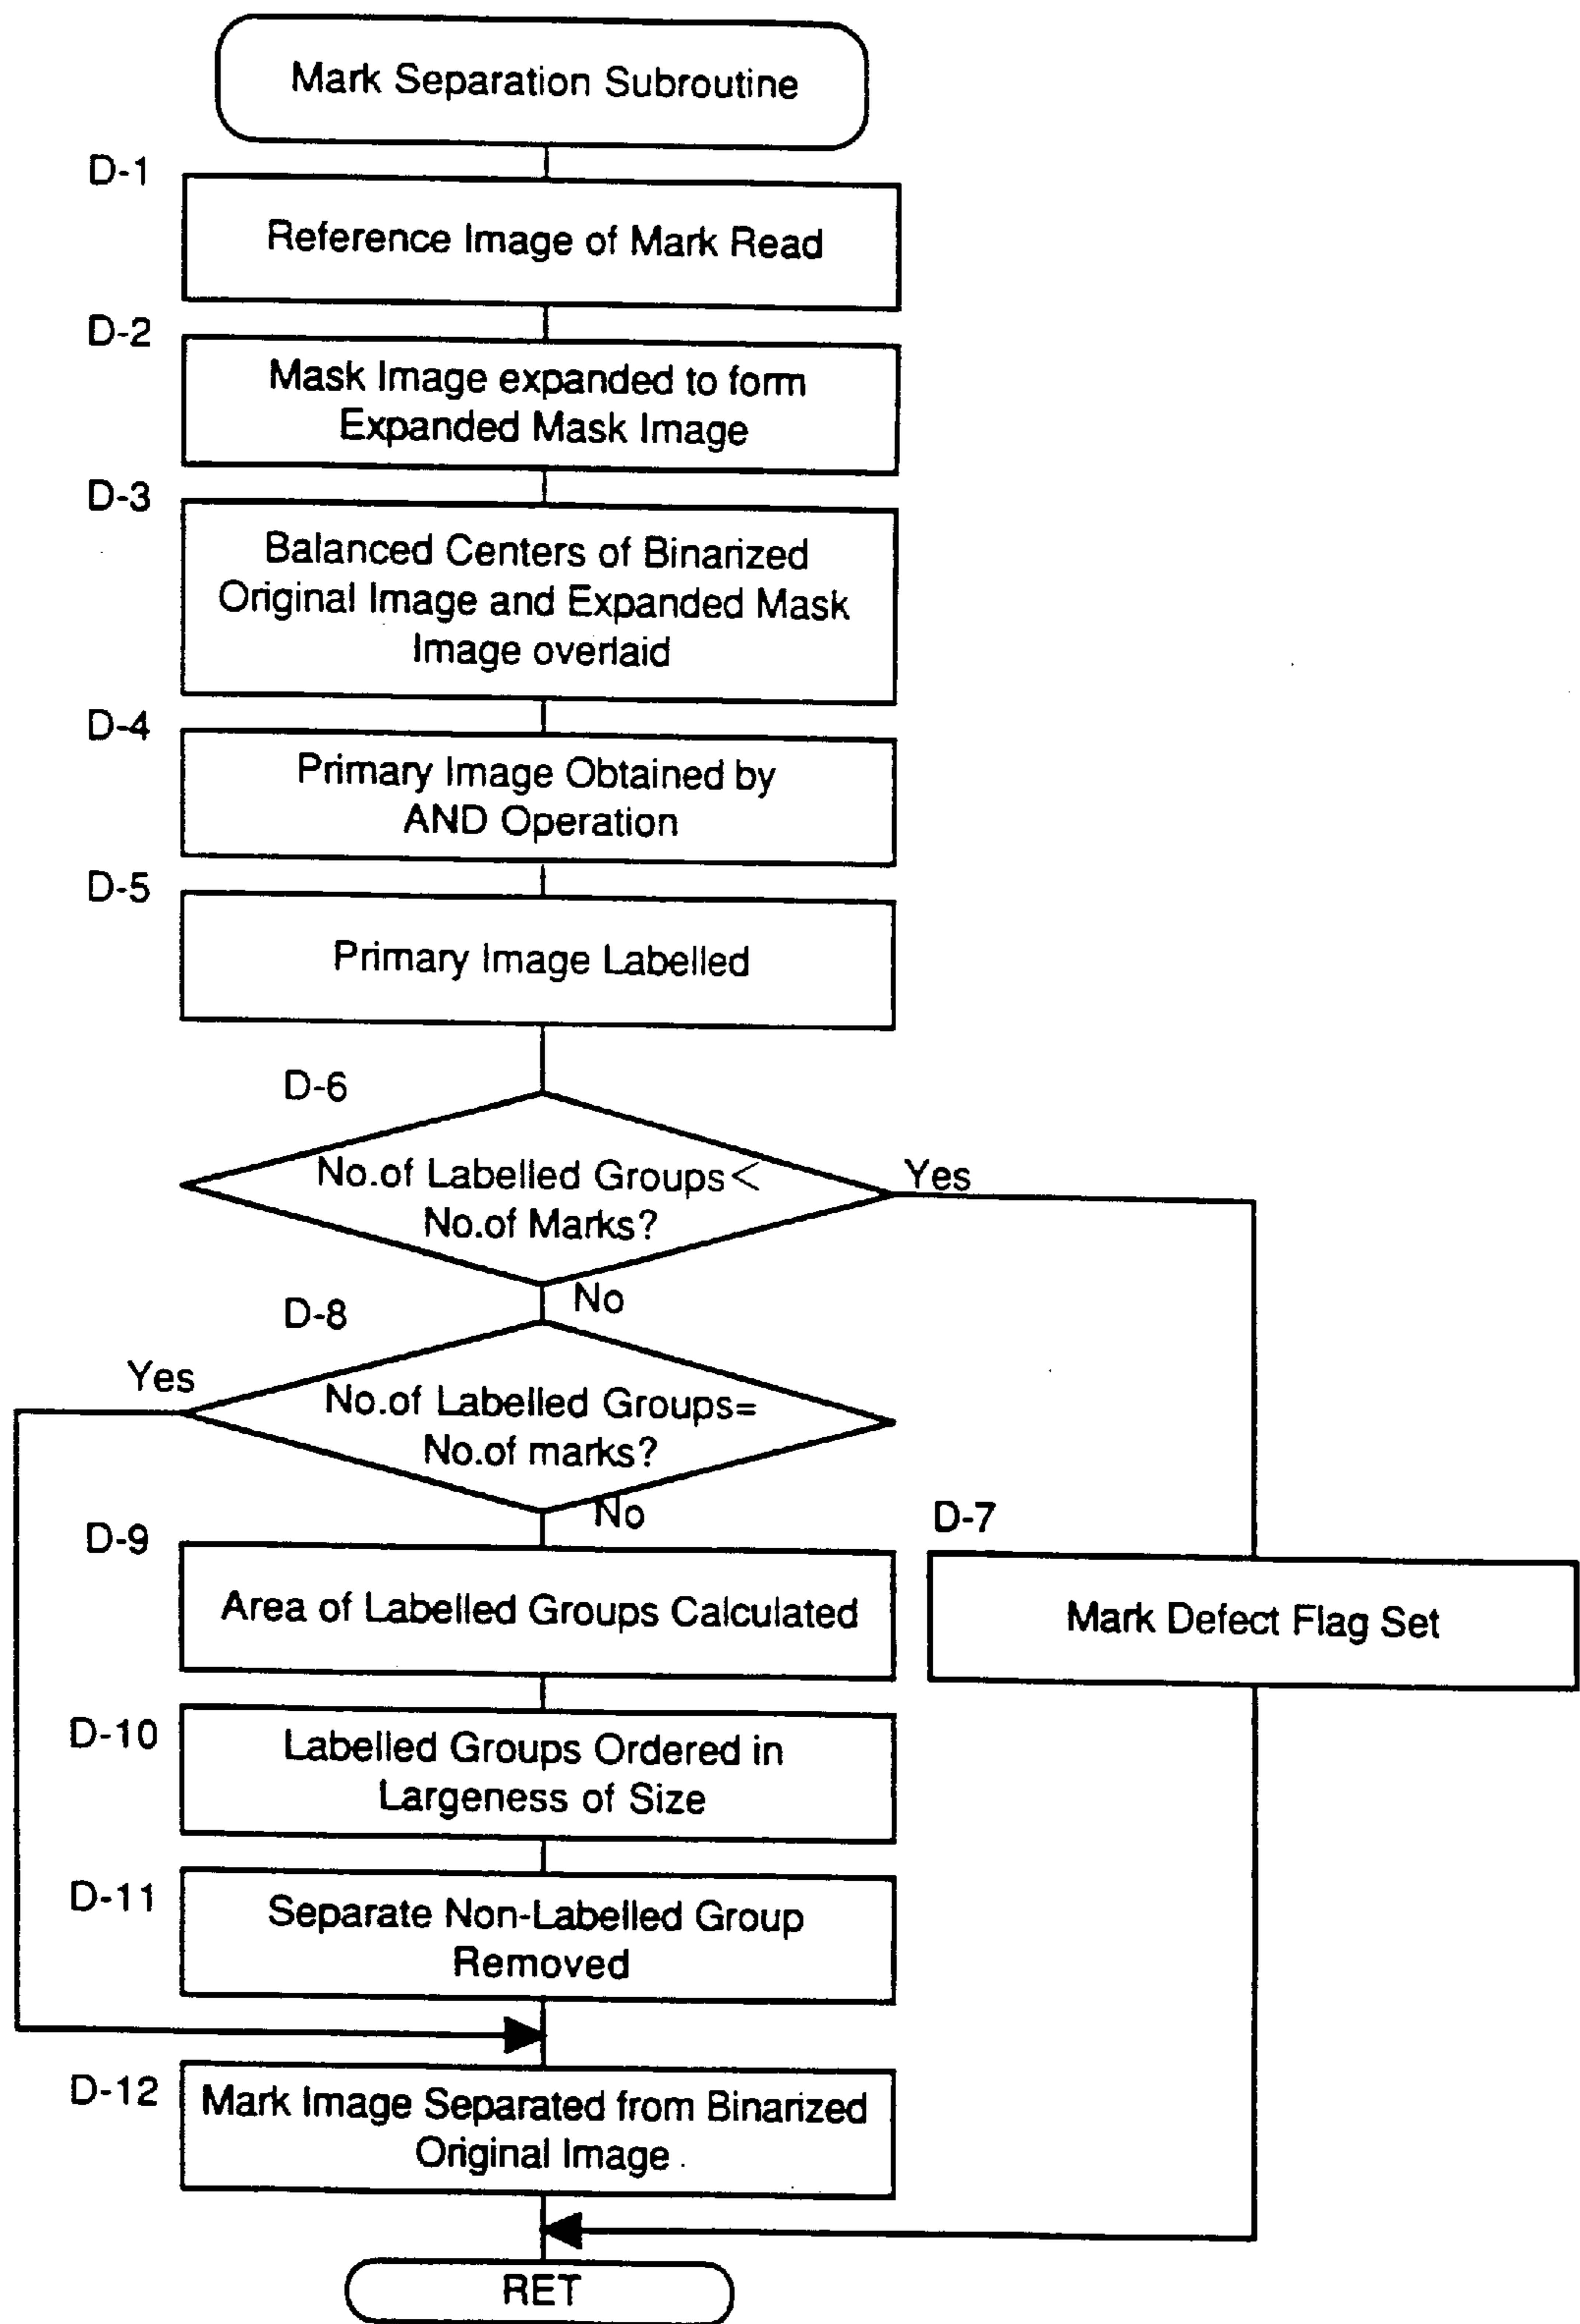 Mark Separation Subroutine
D-1
Reference Image of Mark Read
D-2
Mask Image expanded to form
Expanded Mask Image
D-3
Balanced Centers of Binarized
Original Image and Expanded Mask
Image overlaid
D-4
Primary Image Obtained by
AND Operation
D-5
Primary Image Labelled
D-6
No.of Labelled Groups<
No.of Marks?
Yes
No
D-8
Yes
No.of Labelled Groups=
No.of marks?
No
D-7
Mark Defect Flag Set
D-9
Area of Labelled Groups Calculated
D-10
Labelled Groups Ordered in
Largeness of Size
D-11
Separate Non-Labelled Group
Removed
D-12
Mark Image Separated from Binarized
Original Image
RET